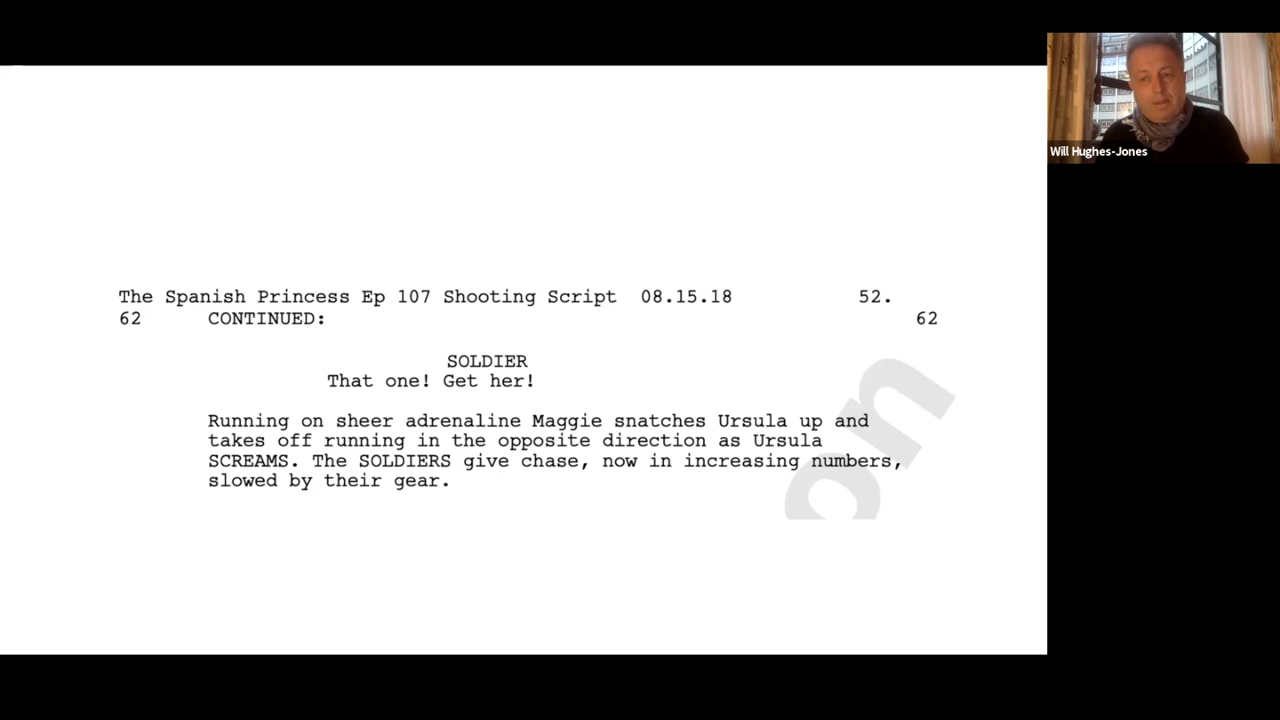 The Spanish Princess Ep 107 Shooting Script 08.15.18 52.
62 CONTINUED: 62
SOLDIER
That one! Get her!
Running on sheer adrenaline Maggie snatches Ursula up and
takes off running in the opposite direction as Ursula
SCREAMS. The SOLDIERS give chase, now in increasing numbers,
slowed by their gear.
on
Will Hughes-Jones